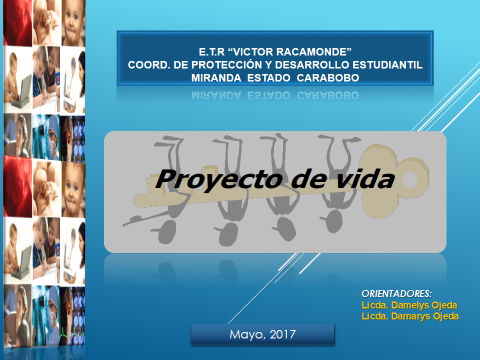 E.T.R “VICTOR RACAMONDE”
COORD. DE PROTECCIÓN Y DESARROLLO ESTUDIANTIL
MIRANDA ESTADO CARABOBO
Proyecto de vida
ORIENTADORES:
Licda. Damelys Ojeda
Licda. Damarys Ojeda
Mayo, 2017